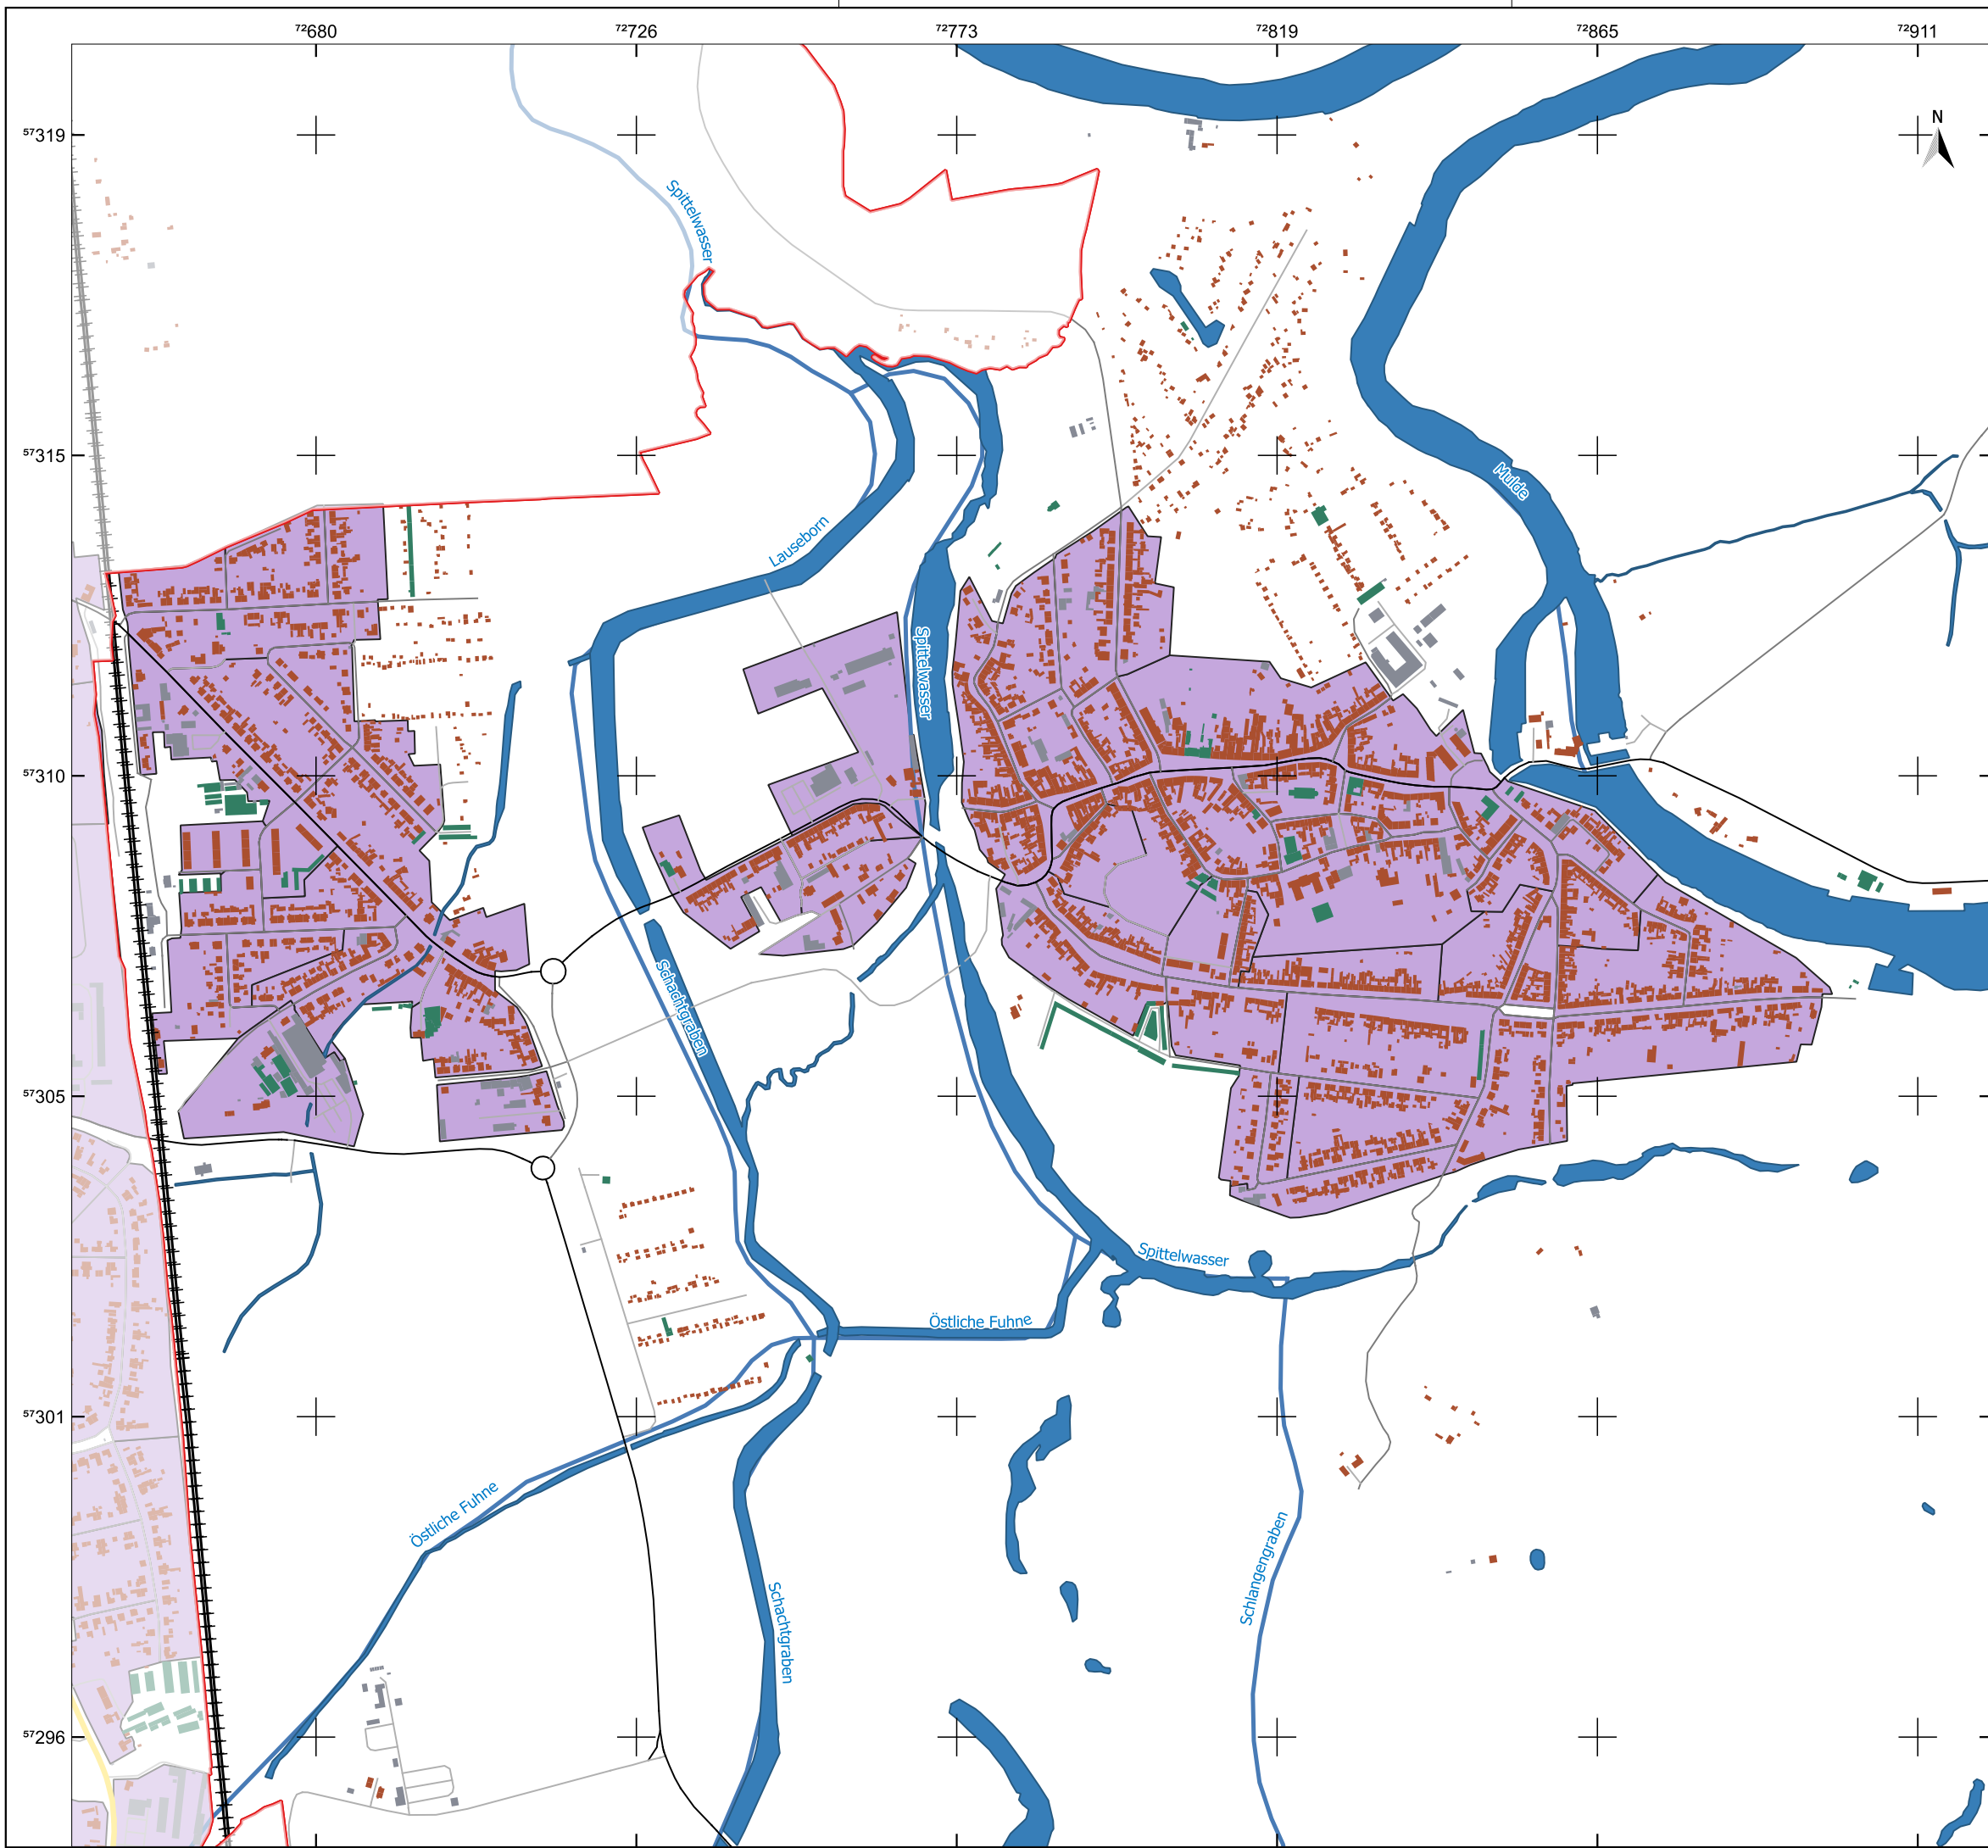 72680 72726 72773 72819 72865 72911
N
57319
Spittelwasser
57315
Mulde
Lauseborn
Spittelwasser
57310
Schachtgraben
57305
Spittelwasser
Östliche Fuhne
57301
Östliche Fuhne
Schlangengraben
Schachtgraben
57296